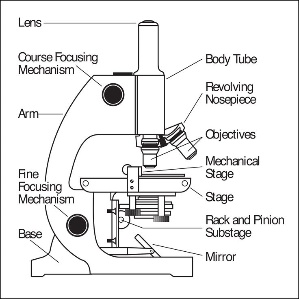 Lens
Course Focusing
Mechanism
Arm
Fine
Focusing
Mechanism
Base
Body Tube
Revolving
Nosepiece
Objectives
Mechanical
Stage
Stage
Rack and Pinion
Substage
Mirror